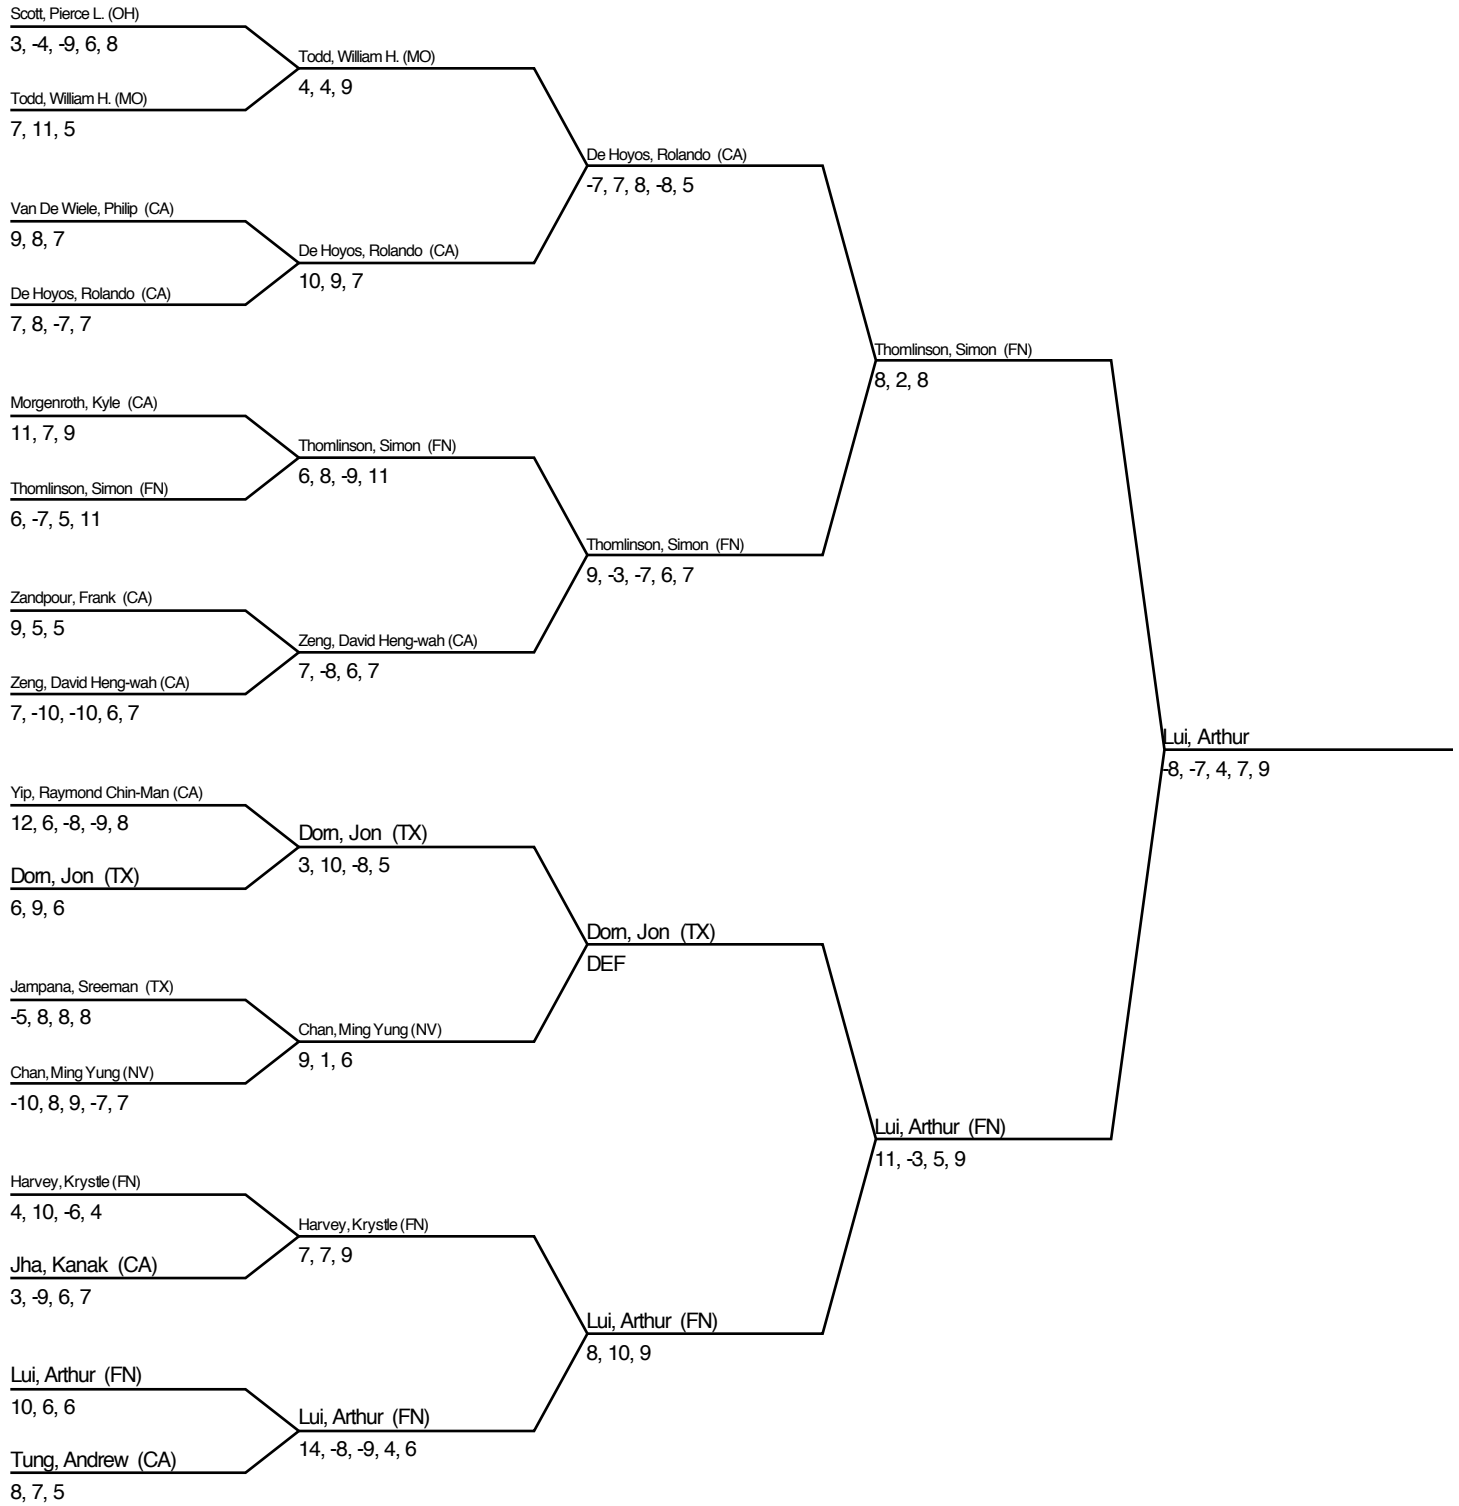 Scott, Pierce L. (OH)
3, -4, -9, 6, 8
Todd, William H. (MO)
4, 4, 9
Todd, William H. (MO)
7, 11, 5
De Hoyos, Rolando (CA)
-7, 7, 8, -8, 5
Van De Wiele, Philip (CA)
9, 8, 7
De Hoyos, Rolando (CA)
10, 9, 7
De Hoyos, Rolando (CA)
7, 8, -7, 7
Thomlinson, Simon (FN)
8, 2, 8
Morgenroth, Kyle (CA)
11, 7, 9
Thomlinson, Simon (FN)
6, 8, -9, 11
Thomlinson, Simon (FN)
6, -7, 5, 11
Thomlinson, Simon (FN)
9, -3, -7, 6, 7
Zandpour, Frank (CA)
9, 5, 5
Zeng, David Heng-wah (CA)
7, -8, 6, 7
Zeng, David Heng-wah (CA)
7, -10, -10, 6, 7
Lui, Arthur
-8, -7, 4, 7, 9
Yip, Raymond Chin-Man (CA)
12, 6, -8, -9, 8
Dorn, Jon (TX)
3, 10, -8, 5
Dorn, Jon (TX)
6, 9, 6
Dorn, Jon (TX)
DEF
Jampana, Sreeman (TX)
-5, 8, 8, 8
Chan, Ming Yung (NV)
9, 1, 6
Chan, Ming Yung (NV)
-10, 8, 9, -7, 7
Lui, Arthur (FN)
11, -3, 5, 9
Harvey, Krystle (FN)
4, 10, -6, 4
Harvey, Krystle (FN)
7, 7, 9
Jha, Kanak (CA)
3, -9, 6, 7
Lui, Arthur (FN)
8, 10, 9
Lui, Arthur (FN)
10, 6, 6
Lui, Arthur (FN)
14, -8, -9, 4, 6
Tung, Andrew (CA)
8, 7, 5